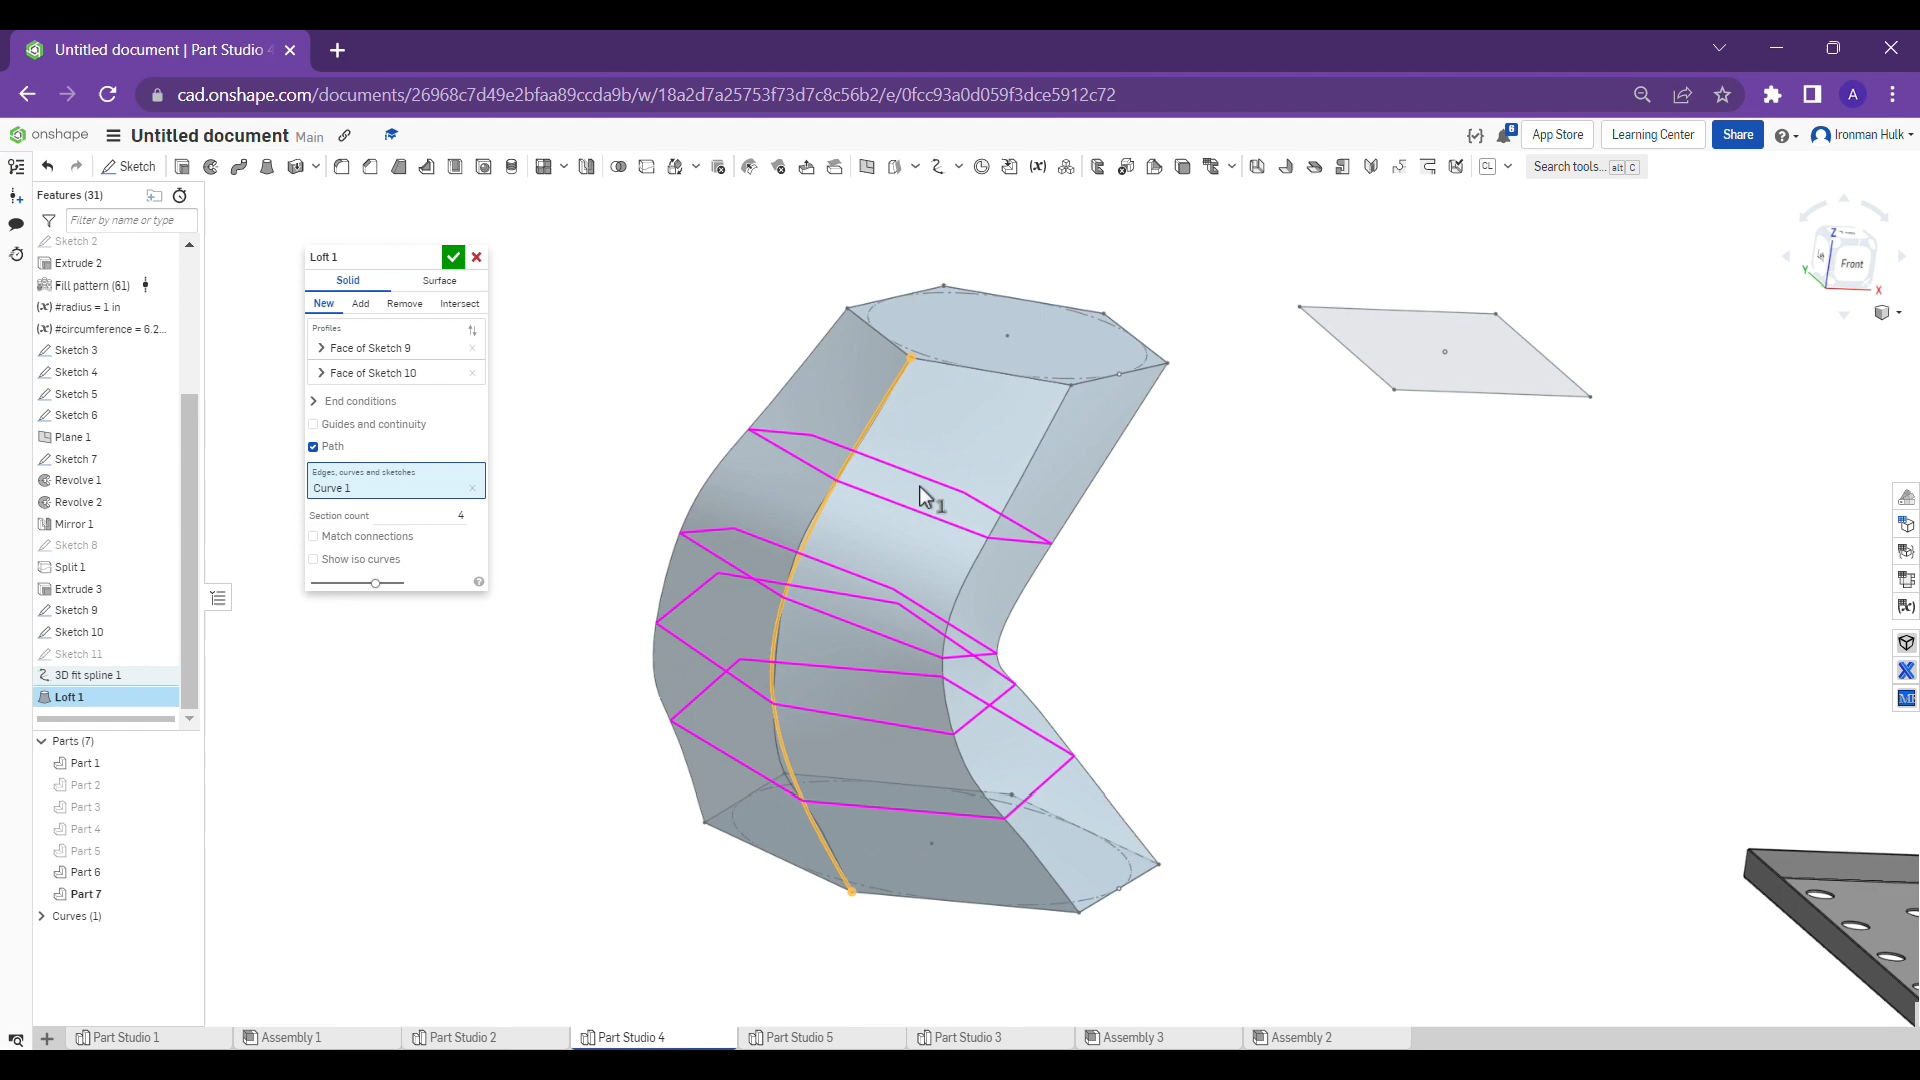 Untitled document | Part Studio 4
cad.onshape.com/documents/26968c7d49e2bfaa89ccda9b/w/18a2d7a25753f73d7c8c56b2/e/0fcc93a0d059f3dce5912c72
A
onshape
Untitled document Main
6
App Store
Learning Center
Share
Ironman Hulk
Sketch
CL
Search tools... alt C
Features (31)
Filter by name or type
Sketch 2
Extrude 2
Fill pattern (61)
(x) #radius = 1 in
(x) #circumference = 6.2...
Sketch 3
Sketch 4
Sketch 5
Sketch 6
Plane 1
Sketch 7
Revolve 1
Revolve 2
Mirror 1
Sketch 8
Split 1
Extrude 3
Sketch 9
Sketch 10
Sketch 11
3D fit spline 1
Loft 1
Parts (7)
Part 1
Part 2
Part 3
Part 4
Part 5
Part 6
Part 7
Curves (1)
Loft 1
Solid
Surface
New
Add
Remove
Intersect
Profiles
Face of Sketch 9
Face of Sketch 10
End conditions
Guides and continuity
Path
Edges, curves and sketches
Curve 1
Section count 4
Match connections
Show iso curves
1
Z
Front
Y
X
Part Studio 1
Assembly 1
Part Studio 2
Part Studio 4
Part Studio 5
Part Studio 3
Assembly 3
Assembly 2